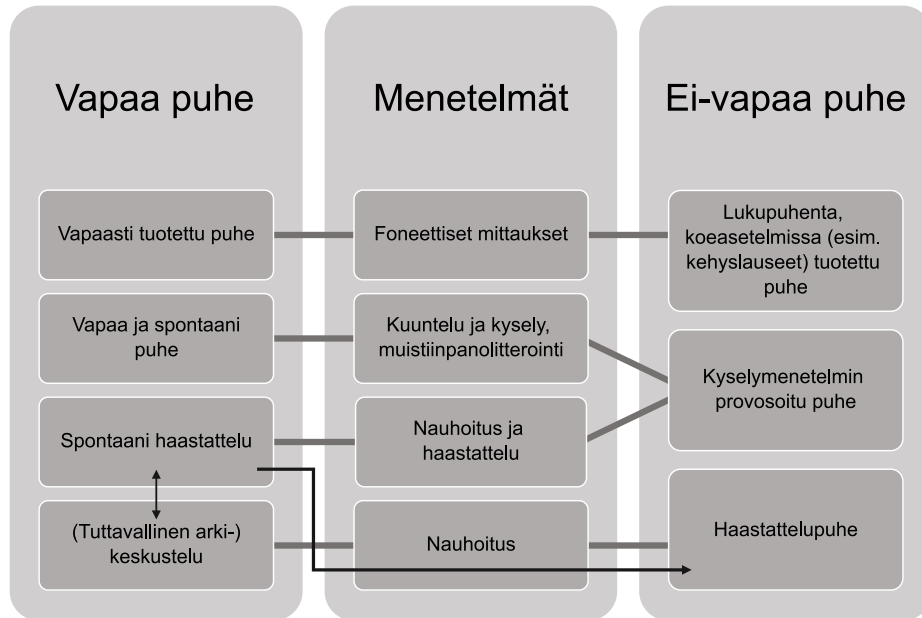 Vapaa puhe
Vapaasti tuotettu puhe
Vapaa ja spontaani
puhe
Spontaani haastattelu
(Tuttavallinen arki-)
keskustelu
Menetelmät
Foneettiset mittaukset
Kuuntelu ja kysely,
muistiinpanolitterointi
Nauhoitus ja
haastattelu
Nauhoitus
Ei-vapaa puhe
Lukupuhenta,
koeasetelmissa (esim.
kehyslauseet) tuotettu
puhe
Kyselymenetelmin
provosoitu puhe
Haastattelupuhe